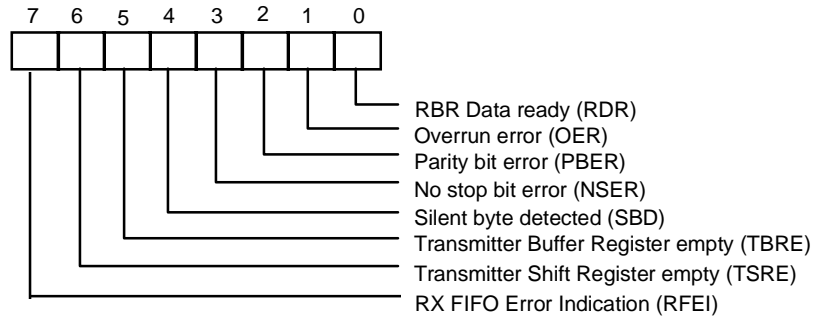 7 6 5 4 3 2 1 0
RBR Data ready (RDR)
Overrun error (OER)
Parity bit error (PBER)
No stop bit error (NSER)
Silent byte detected (SBD)
Transmitter Buffer Register empty (TBRE)
Transmitter Shift Register empty (TSRE)
RX FIFO Error Indication (RFEI)